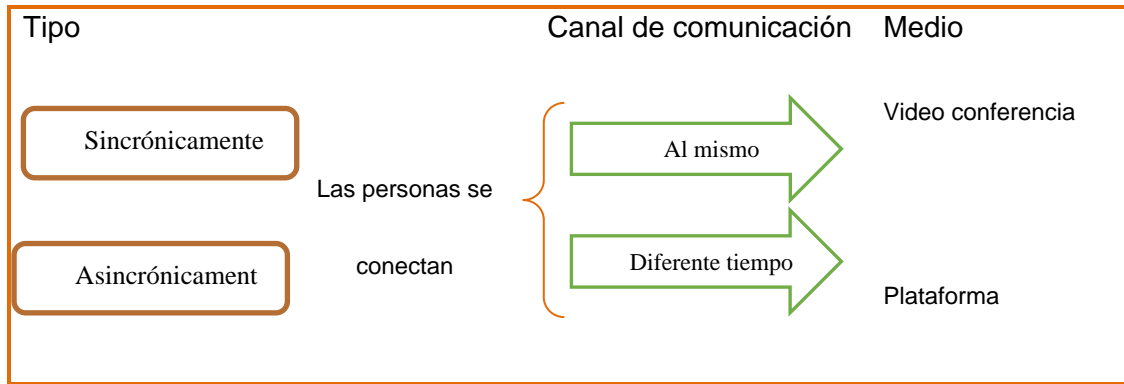 Tipo
Canal de comunicación
Medio
Sincrónicamente
Asincrónicament
Las personas se
conectan
Al mismo
Diferente tiempo
Video conferencia
Plataforma